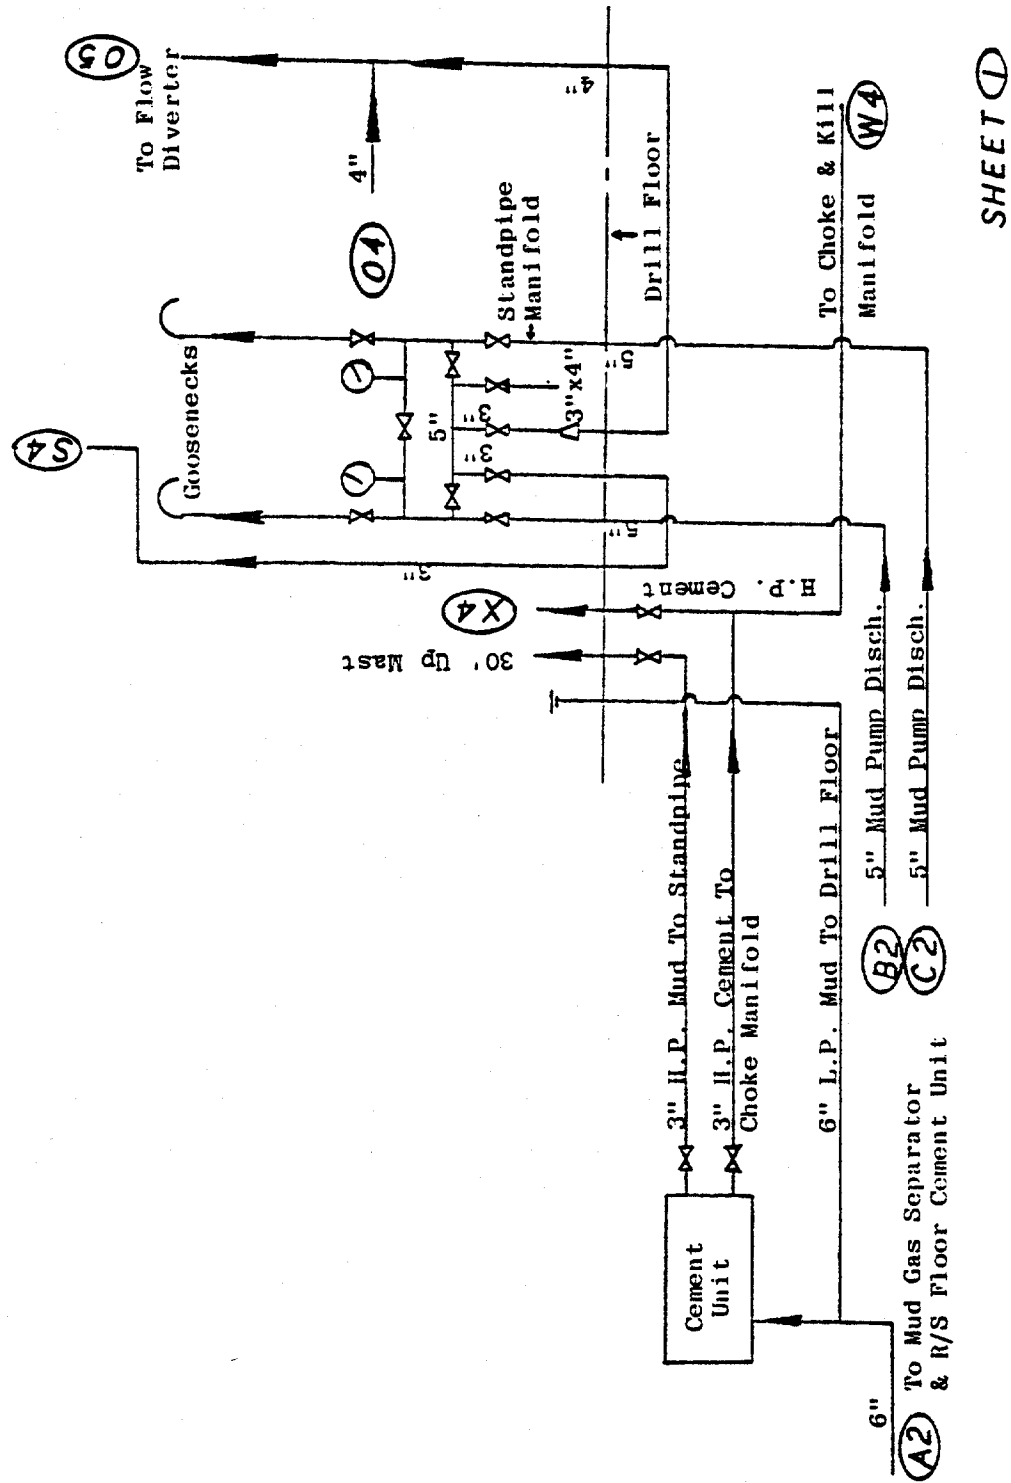 SHEET 1
O5
To Flow
Diverter
4"
4"
O4
Goosenecks
S4
Standpipe
Manifold
Drill Floor
To Choke & Kill
Manifold
W4
5"
3"x4"
3"
5"
3"
5"
3"
H.P. Cement
X4
30' Up Mast
3" H.P. Mud To Standpipe
3" H.P. Cement To
Choke Manifold
6" L.P. Mud To Drill Floor
5" Mud Pump Disch.
B2
5" Mud Pump Disch.
C2
Cement
Unit
6"
A2
To Mud Gas Separator
& R/S Floor Cement Unit